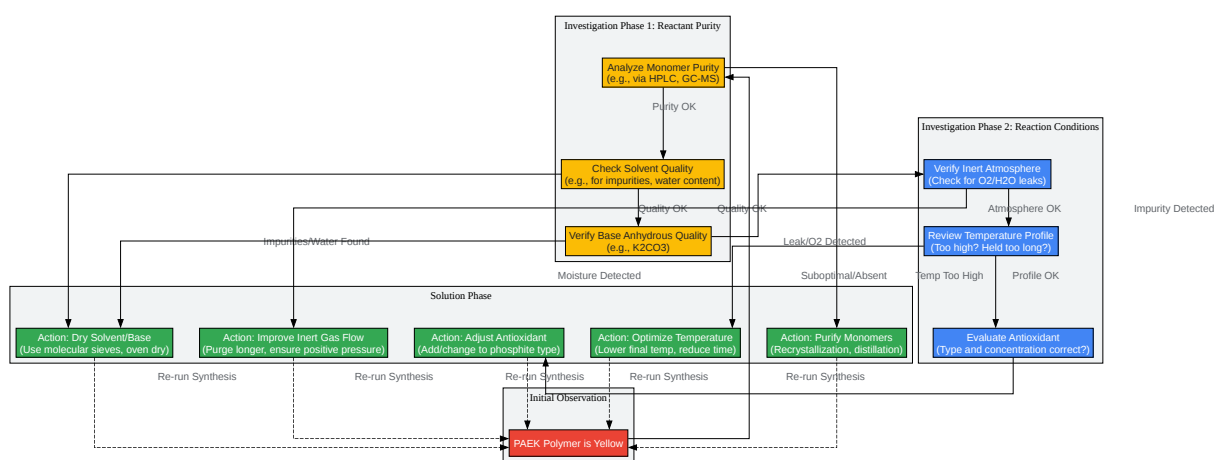 Investigation Phase 1: Reactant Purity
Analyze Monomer Purity
(e.g., via HPLC, GC-MS)
Purity OK
Investigation Phase 2: Reaction Conditions
Check Solvent Quality
(e.g., for impurities, water content)
Verify Inert Atmosphere
(Check for O2/H2O leaks)
Quality OK
Quality OK
Atmosphere OK
Impurity Detected
Verify Base Anhydrous Quality
(e.g., K2CO3)
Impurities/Water Found
Leak/O2 Detected
Review Temperature Profile
(Too high? Held too long?)
Moisture Detected
Suboptimal/Absent
Temp Too High
Profile OK
Solution Phase
Action: Dry Solvent/Base
(Use molecular sieves, oven dry)
Action: Improve Inert Gas Flow
(Purge longer, ensure positive pressure)
Action: Adjust Antioxidant
(Add/change to phosphite type)
Action: Optimize Temperature
(Lower final temp, reduce time)
Action: Purify Monomers
(Recrystallization, distillation)
Evaluate Antioxidant
(Type and concentration correct?)
Re-run Synthesis
Re-run Synthesis
Re-run Synthesis
Re-run Synthesis
Re-run Synthesis
Initial Observation
PAEK Polymer is Yellow